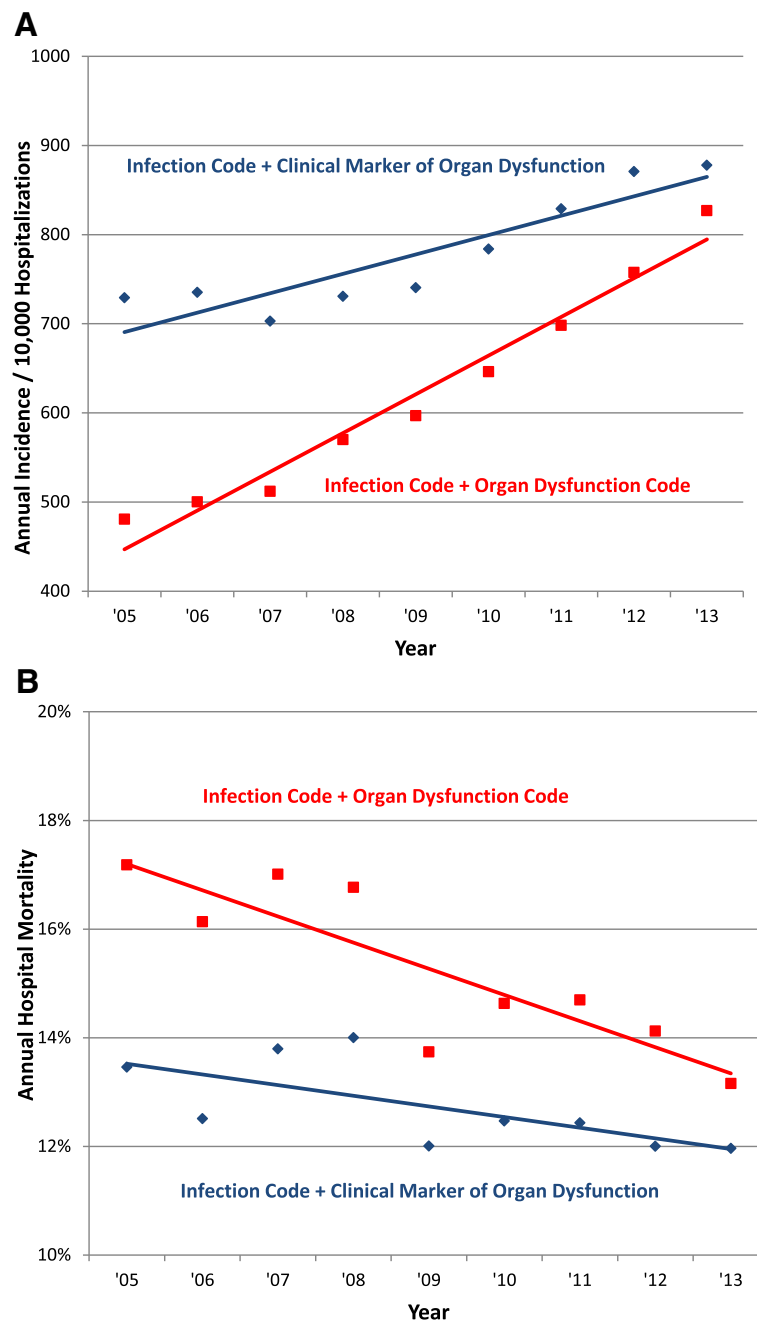 A
1000
900
800
700
600
500
400
Annual Incidence / 10,000 Hospitalizations
Infection Code + Clinical Marker of Organ Dysfunction
Infection Code + Organ Dysfunction Code
'05 '06 '07 '08 '09 '10 '11 '12 '13
Year
B
20%
18%
16%
14%
12%
10%
Annual Hospital Mortality
Infection Code + Organ Dysfunction Code
Infection Code + Clinical Marker of Organ Dysfunction
'05 '06 '07 '08 '09 '10 '11 '12 '13
Year